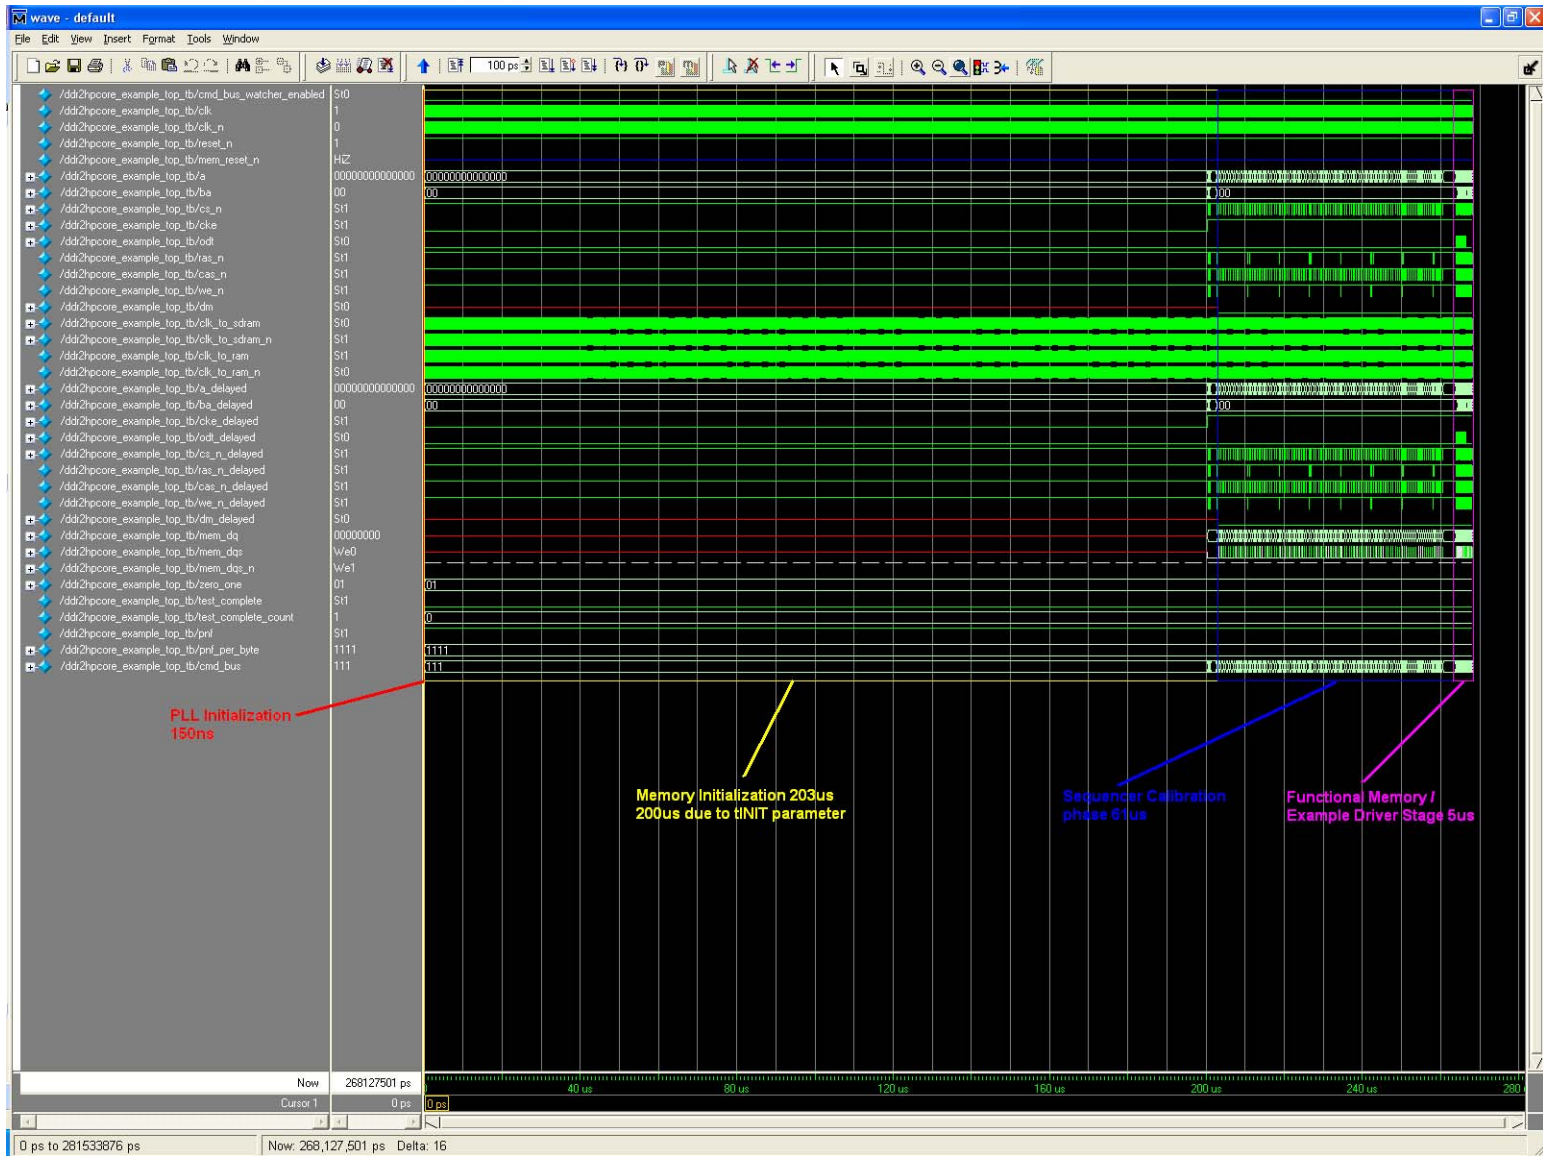 wave - default
File Edit View Insert Format Tools Window
100 ps
/ddr2hpcore_example_top_tb/cmd_bus_watcher_enabled St0
/ddr2hpcore_example_top_tb/clk 1
/ddr2hpcore_example_top_tb/clk_n 0
/ddr2hpcore_example_top_tb/reset_n 1
/ddr2hpcore_example_top_tb/mem_reset_n HiZ
/ddr2hpcore_example_top_tb/a 00000000000000 00000000000000
/ddr2hpcore_example_top_tb/ba 00 00 00
/ddr2hpcore_example_top_tb/cs_n St1
/ddr2hpcore_example_top_tb/cke St1
/ddr2hpcore_example_top_tb/odt St0
/ddr2hpcore_example_top_tb/ras_n St1
/ddr2hpcore_example_top_tb/cas_n St1
/ddr2hpcore_example_top_tb/we_n St1
/ddr2hpcore_example_top_tb/dm St0
/ddr2hpcore_example_top_tb/clk_to_sdram St0
/ddr2hpcore_example_top_tb/clk_to_sdram_n St1
/ddr2hpcore_example_top_tb/clk_to_ram St1
/ddr2hpcore_example_top_tb/clk_to_ram_n St0
/ddr2hpcore_example_top_tb/a_delayed 00000000000000 00000000000000
/ddr2hpcore_example_top_tb/ba_delayed 00 00 00
/ddr2hpcore_example_top_tb/cke_delayed St1
/ddr2hpcore_example_top_tb/odt_delayed St0
/ddr2hpcore_example_top_tb/cs_n_delayed St1
/ddr2hpcore_example_top_tb/ras_n_delayed St1
/ddr2hpcore_example_top_tb/cas_n_delayed St1
/ddr2hpcore_example_top_tb/we_n_delayed St1
/ddr2hpcore_example_top_tb/dm_delayed St0
/ddr2hpcore_example_top_tb/mem_dq 00000000
/ddr2hpcore_example_top_tb/mem_dqs We0
/ddr2hpcore_example_top_tb/mem_dqs_n We1
/ddr2hpcore_example_top_tb/zero_one 01 01
/ddr2hpcore_example_top_tb/test_complete St1
/ddr2hpcore_example_top_tb/test_complete_count 1 0
/ddr2hpcore_example_top_tb/pnf St1
/ddr2hpcore_example_top_tb/pnf_per_byte 1111 1111
/ddr2hpcore_example_top_tb/cmd_bus 111 111
PLL Initialization
150ns
Memory Initialization 203us
200us due to tINIT parameter
Sequencer Calibration
phase 61us
Functional Memory /
Example Driver Stage 5us
Now 268127501 ps
40 us 80 us 120 us 160 us 200 us 240 us 280
Cursor 1 0 ps 0 ps
0 ps to 281533876 ps Now: 268,127,501 ps Delta: 16